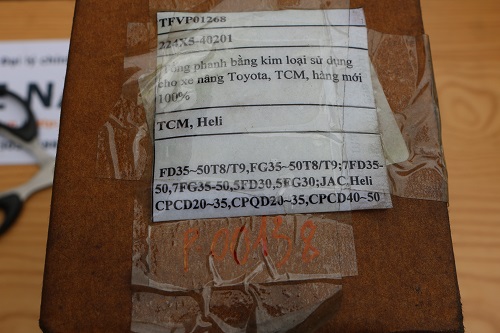 TFVP01268
224X5-40201
Tổng phanh bằng kim loại sử dụng
cho xe nâng Toyota, TCM, hàng mới
100%
TCM, Heli
FD35~50T8/T9,FG35~50T8/T9;7FD35-
50,7FG35-50,5FD30,5FG30;JAC,Heli
CPCD20~35,CPQD20~35,CPCD40~50